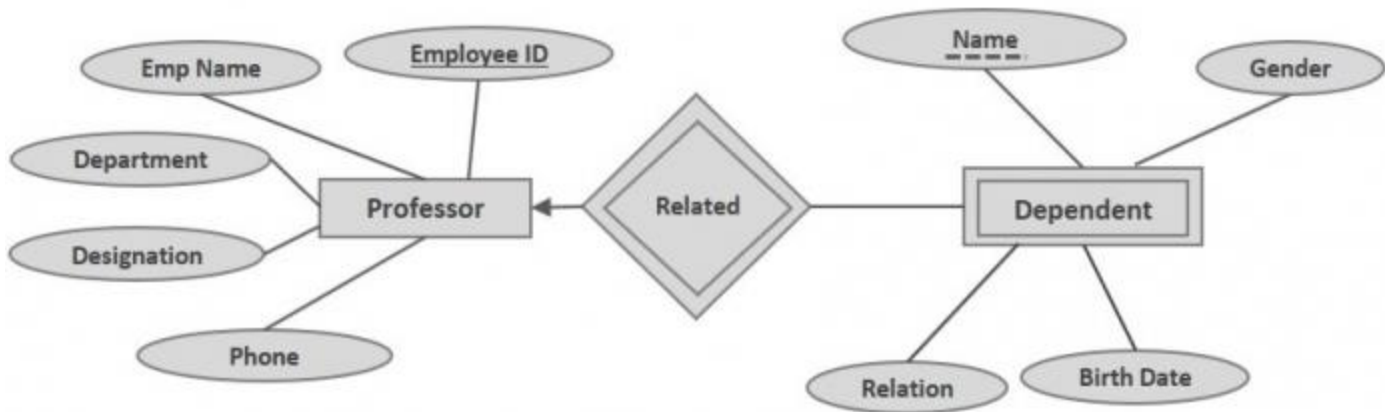 Emp Name
Employee ID
Name
Gender
Department
Professor
Related
Dependent
Designation
Phone
Relation
Birth Date